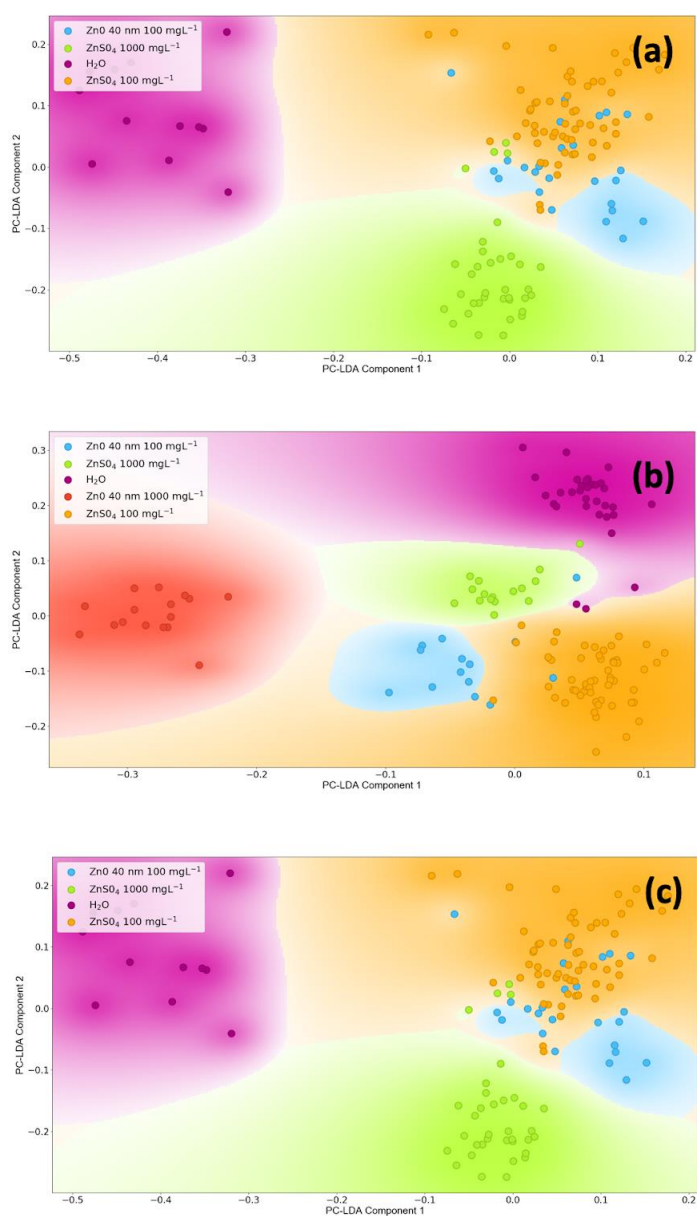 Zn0 40 nm 100 mgL⁻¹
ZnS0₄ 1000 mgL⁻¹
H₂O
ZnS0₄ 100 mgL⁻¹
(a)
0.2
0.1
0.0
−0.1
−0.2
PC-LDA Component 2
−0.5 −0.4 −0.3 −0.2 −0.1 0.0 0.1 0.2
PC-LDA Component 1
Zn0 40 nm 100 mgL⁻¹
ZnS0₄ 1000 mgL⁻¹
H₂O
Zn0 40 nm 1000 mgL⁻¹
ZnS0₄ 100 mgL⁻¹
(b)
0.3
0.2
0.1
0.0
−0.1
−0.2
PC-LDA Component 2
−0.3 −0.2 −0.1 0.0 0.1
PC-LDA Component 1
Zn0 40 nm 100 mgL⁻¹
ZnS0₄ 1000 mgL⁻¹
H₂O
ZnS0₄ 100 mgL⁻¹
(c)
0.2
0.1
0.0
−0.1
−0.2
PC-LDA Component 2
−0.5 −0.4 −0.3 −0.2 −0.1 0.0 0.1 0.2
PC-LDA Component 1